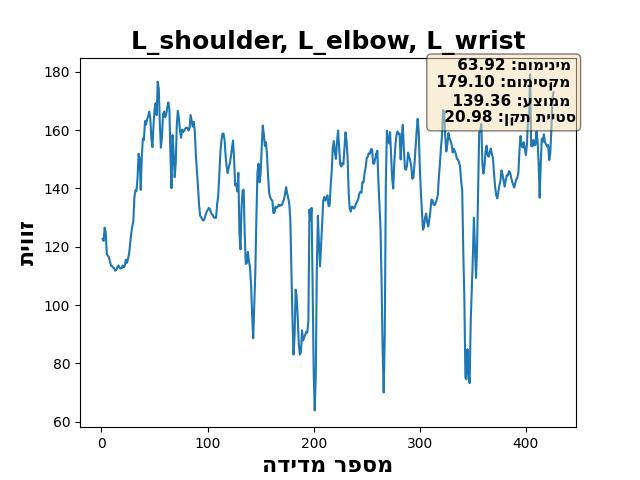 L_shoulder, L_elbow, L_wrist
מינימום: 63.92
מקסימום: 179.10
ממוצע: 139.36
סטיית תקן: 20.98
זווית
180
160
140
120
100
80
60
0 100 200 300 400
מספר מדידה